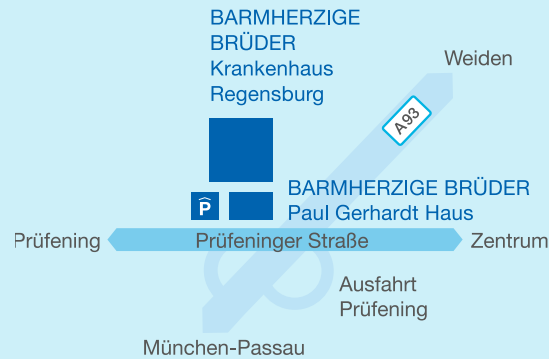 BARMHERZIGE
BRÜDER
Krankenhaus
Regensburg
Weiden
A93
P
BARMHERZIGE BRÜDER
Paul Gerhardt Haus
Prüfening
Prüfeninger Straße
Zentrum
Ausfahrt
Prüfening
München-Passau